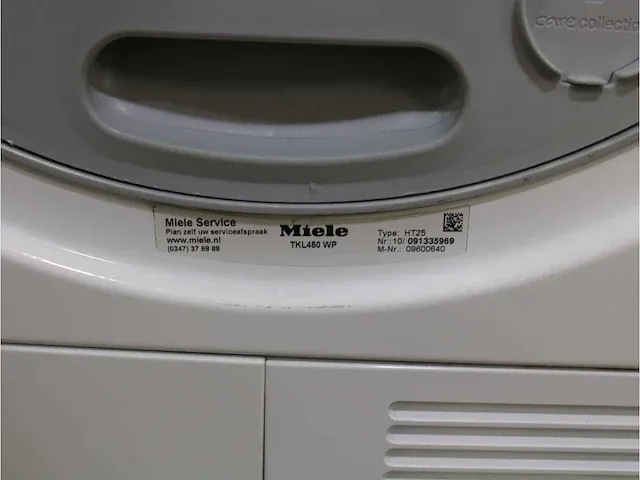 care collection
Miele Service
Plan zelf uw serviceafspraak
www.miele.nl
(0347) 37 88 88
Miele
TKL450 WP
Type: HT25
Nr.:10/ 091335969
M-Nr.: 09600640